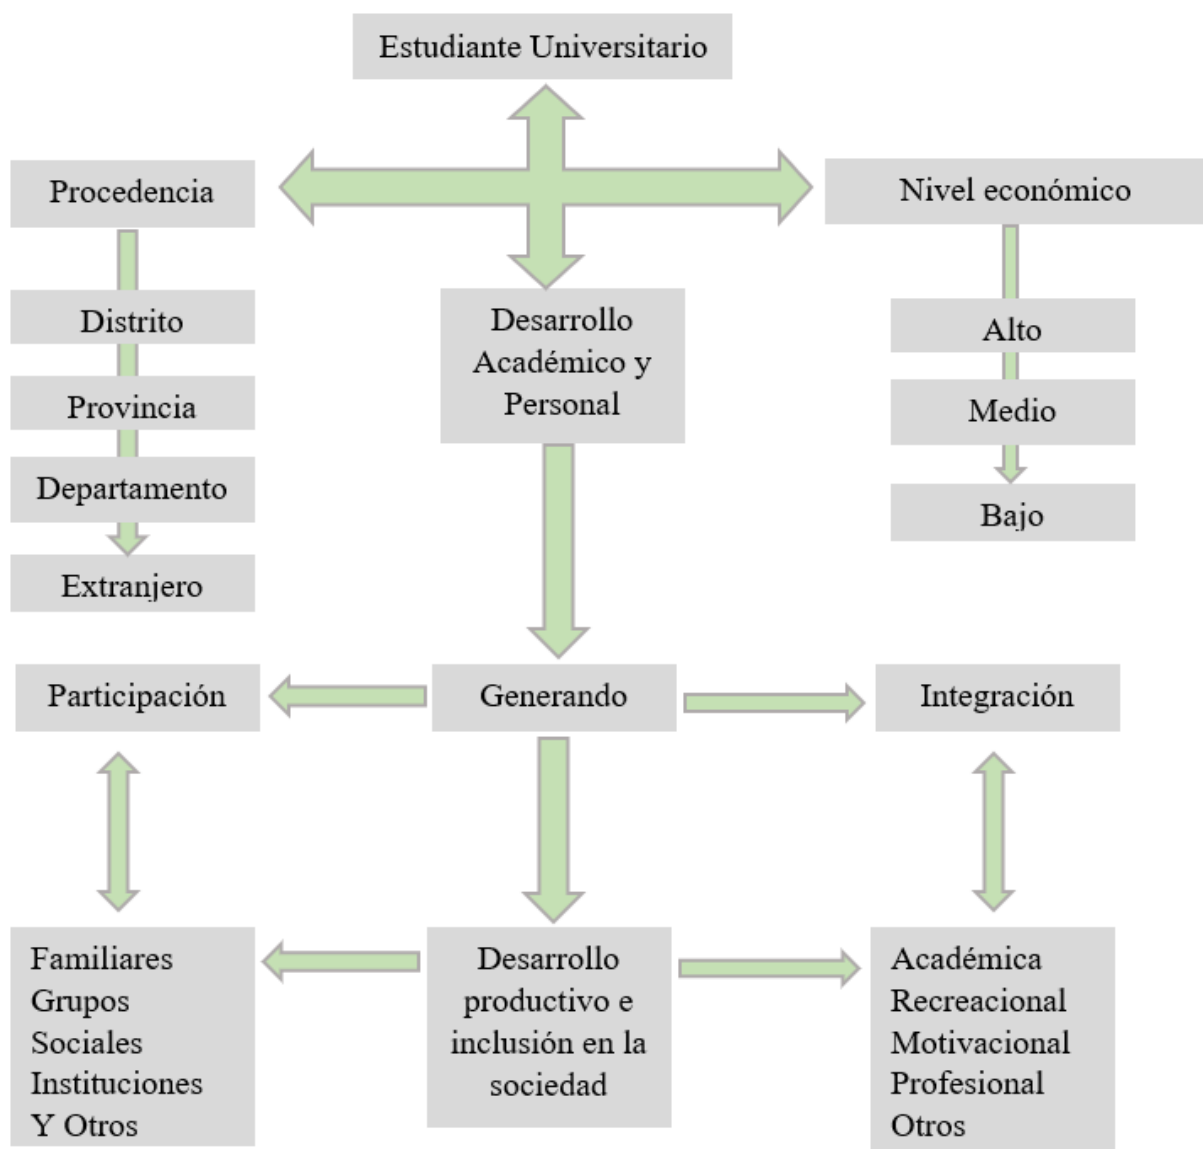 Estudiante Universitario
Procedencia
Nivel económico
Distrito
Provincia
Departamento
Extranjero
Desarrollo
Académico y
Personal
Alto
Medio
Bajo
Participación
Generando
Integración
Familiares
Grupos
Sociales
Instituciones
Y Otros
Desarrollo
productivo e
inclusión en la
sociedad
Académica
Recreacional
Motivacional
Profesional
Otros